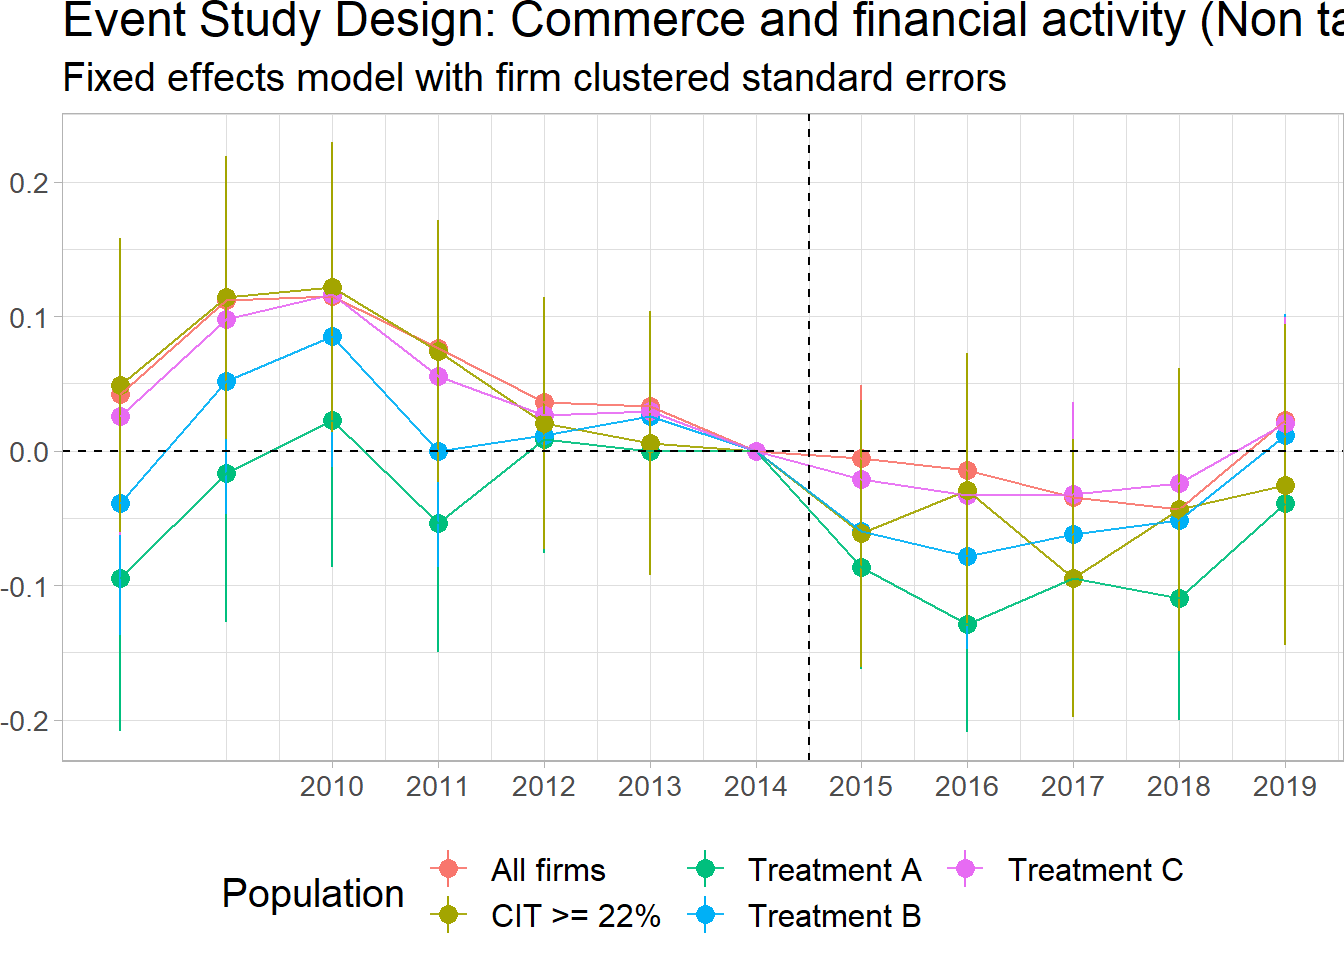 Event Study Design: Commerce and financial activity (Non ta
Fixed effects model with firm clustered standard errors
0.2
0.1
0.0
-0.1
-0.2
2010 2011 2012 2013 2014 2015 2016 2017 2018 2019
Population All firms Treatment A Treatment C
CIT >= 22% Treatment B